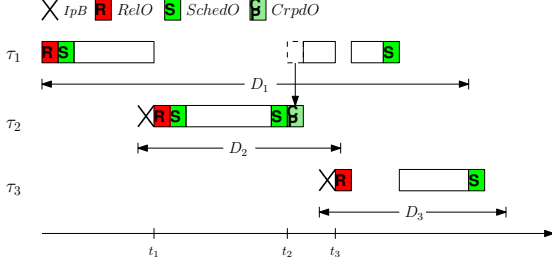 IpB R RelO S SchedO CrpdO
τ1 R S S
D1
τ2 R S S
D2
τ3 R S
D3
t1 t2 t3